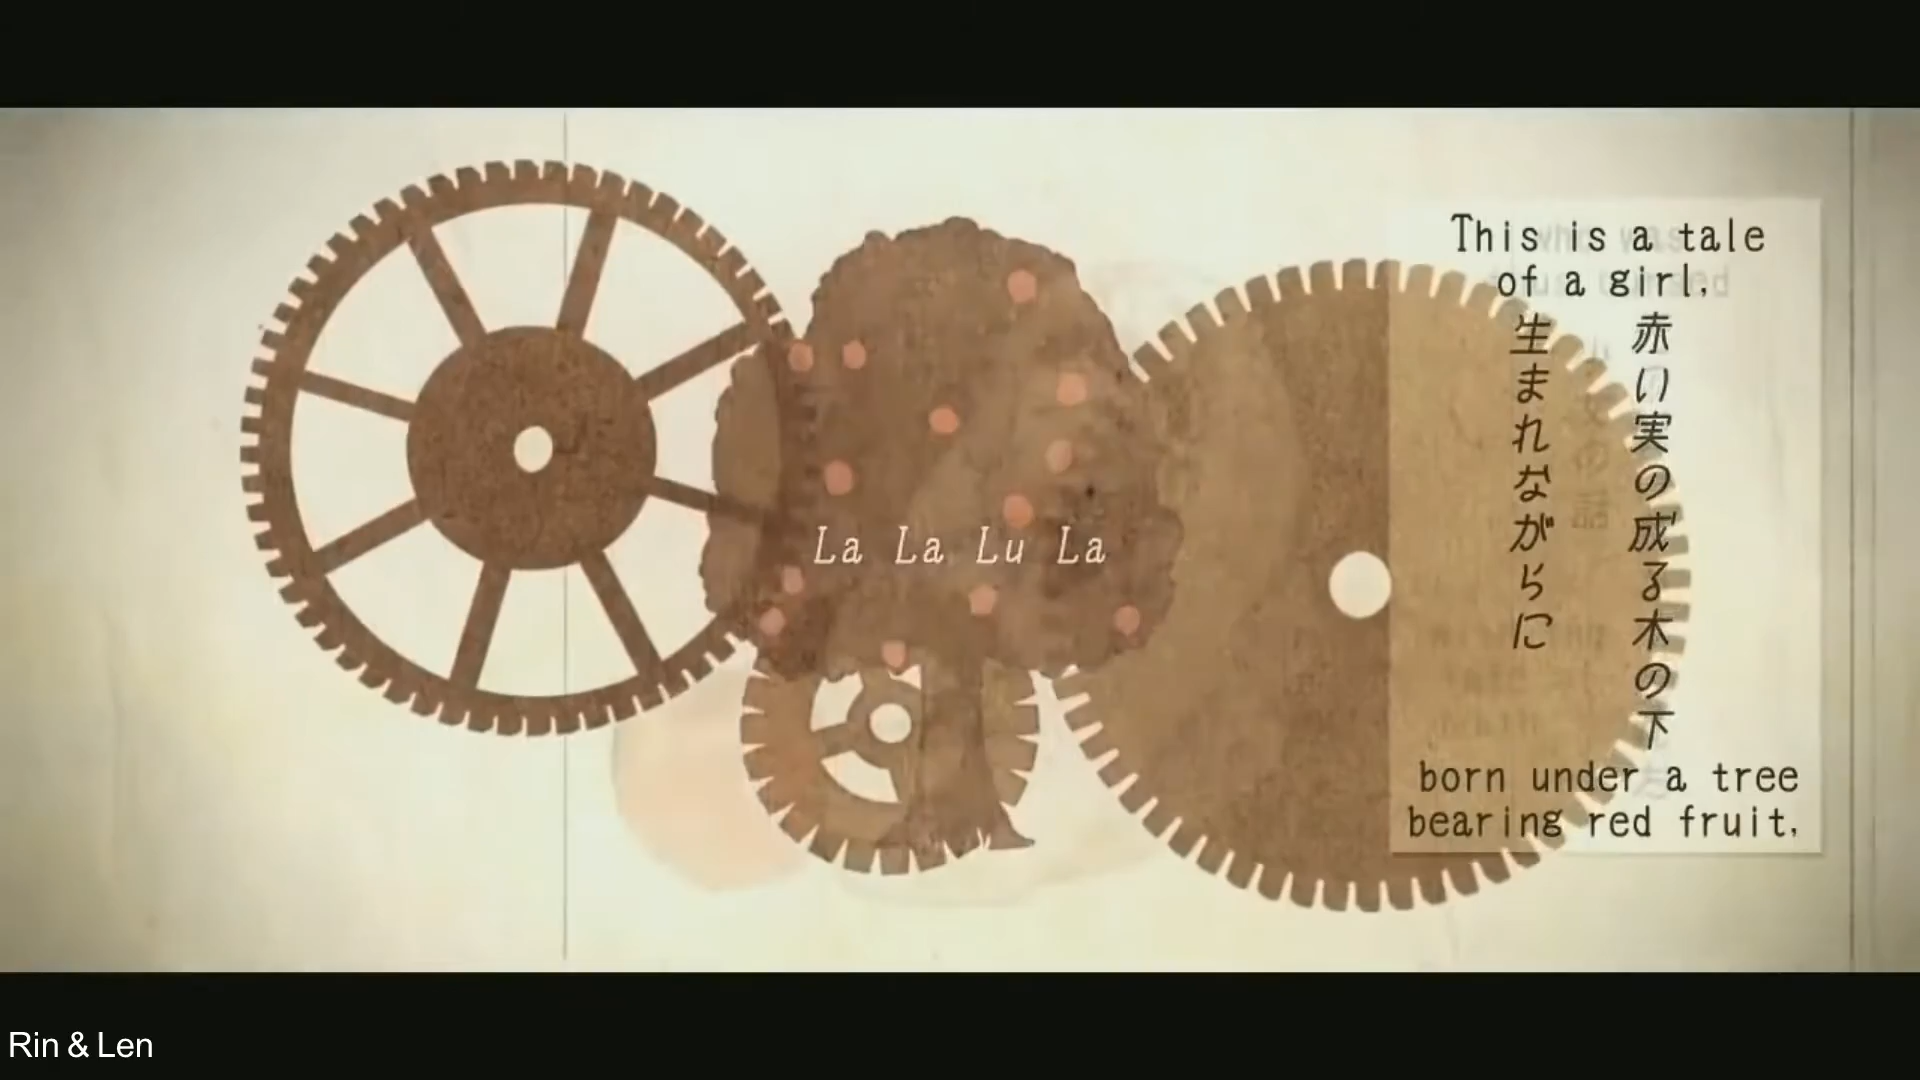 This is a tale
of a girl,
赤い実の成る木の下
生まれながらに
born under a tree
bearing red fruit,
La La Lu La
Rin & Len